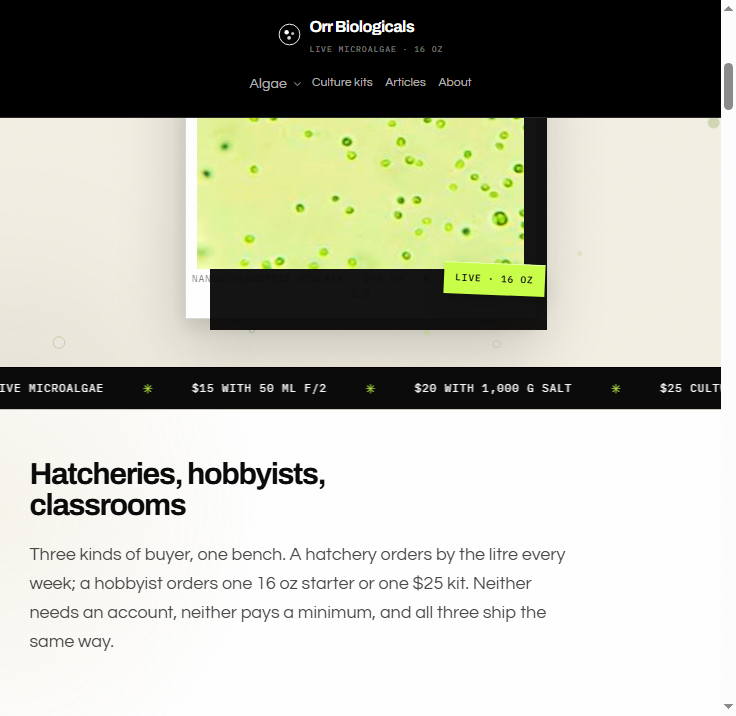 Orr Biologicals
LIVE MICROALGAE · 16 OZ
Algae
Culture kits
Articles
About
LIVE · 16 OZ
IVE MICROALGAE ✳ $15 WITH 50 ML F/2 ✳ $20 WITH 1,000 G SALT ✳ $25 CULT
Hatcheries, hobbyists,
classrooms
Three kinds of buyer, one bench. A hatchery orders by the litre every
week; a hobbyist orders one 16 oz starter or one $25 kit. Neither
needs an account, neither pays a minimum, and all three ship the
same way.